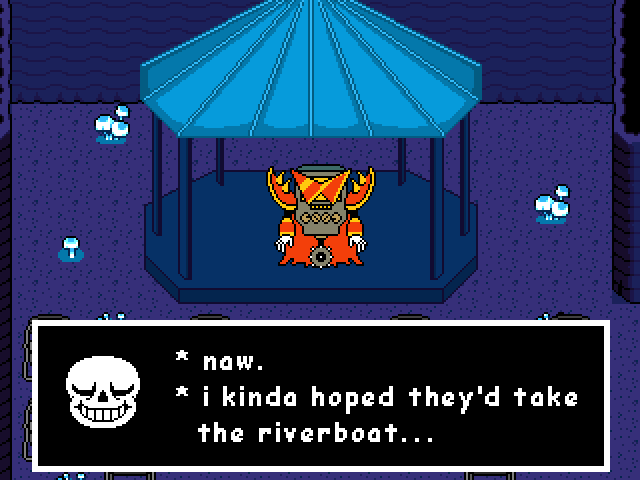 * naw.
* i kinda hoped they'd take
the riverboat...